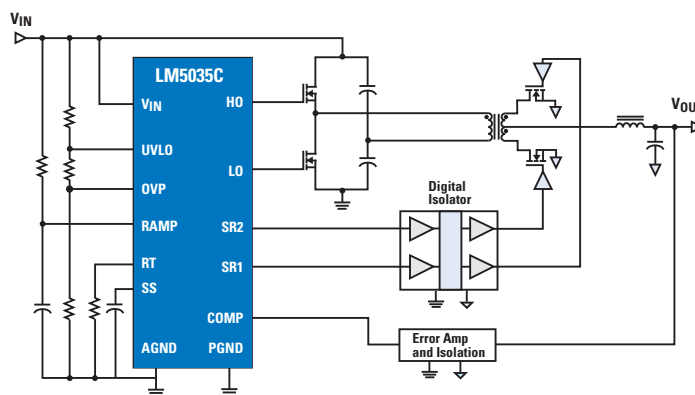 VIN
LM5035C
VIN
HO
VOU
UVLO
LO
OVP
Digital
Isolator
RAMP
SR2
RT
SR1
SS
COMP
Error Amp
and Isolation
AGND
PGND